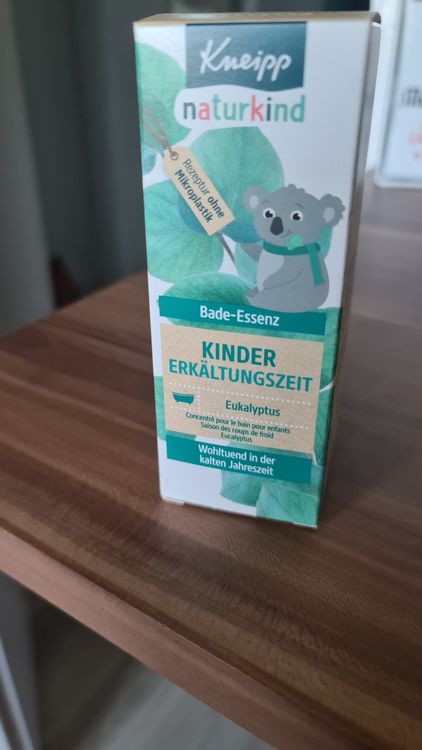 Kneipp
naturkind
Rezeptur ohne
Mikroplastik
Bade-Essenz
KINDER
ERKÄLTUNGSZEIT
Eukalyptus
Concentré pour le bain pour enfants
Saison des coups de froid
Eucalyptus
Wohltuend in der
kalten Jahreszeit